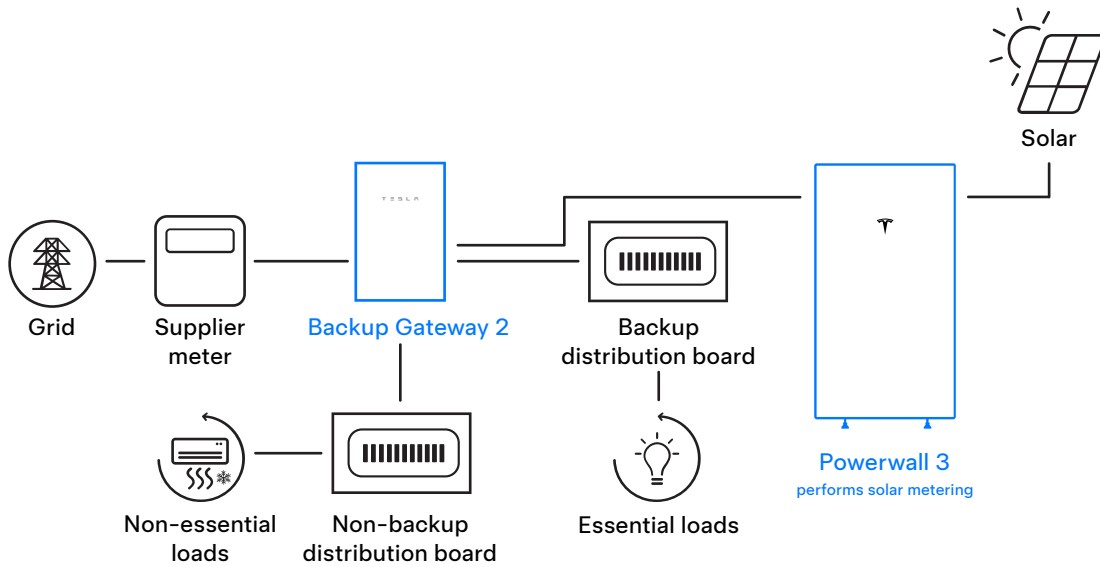 Solar
TESLA
Grid
Supplier
meter
Backup Gateway 2
Backup
distribution board
Powerwall 3
performs solar metering
Non-essential
loads
Non-backup
distribution board
Essential loads